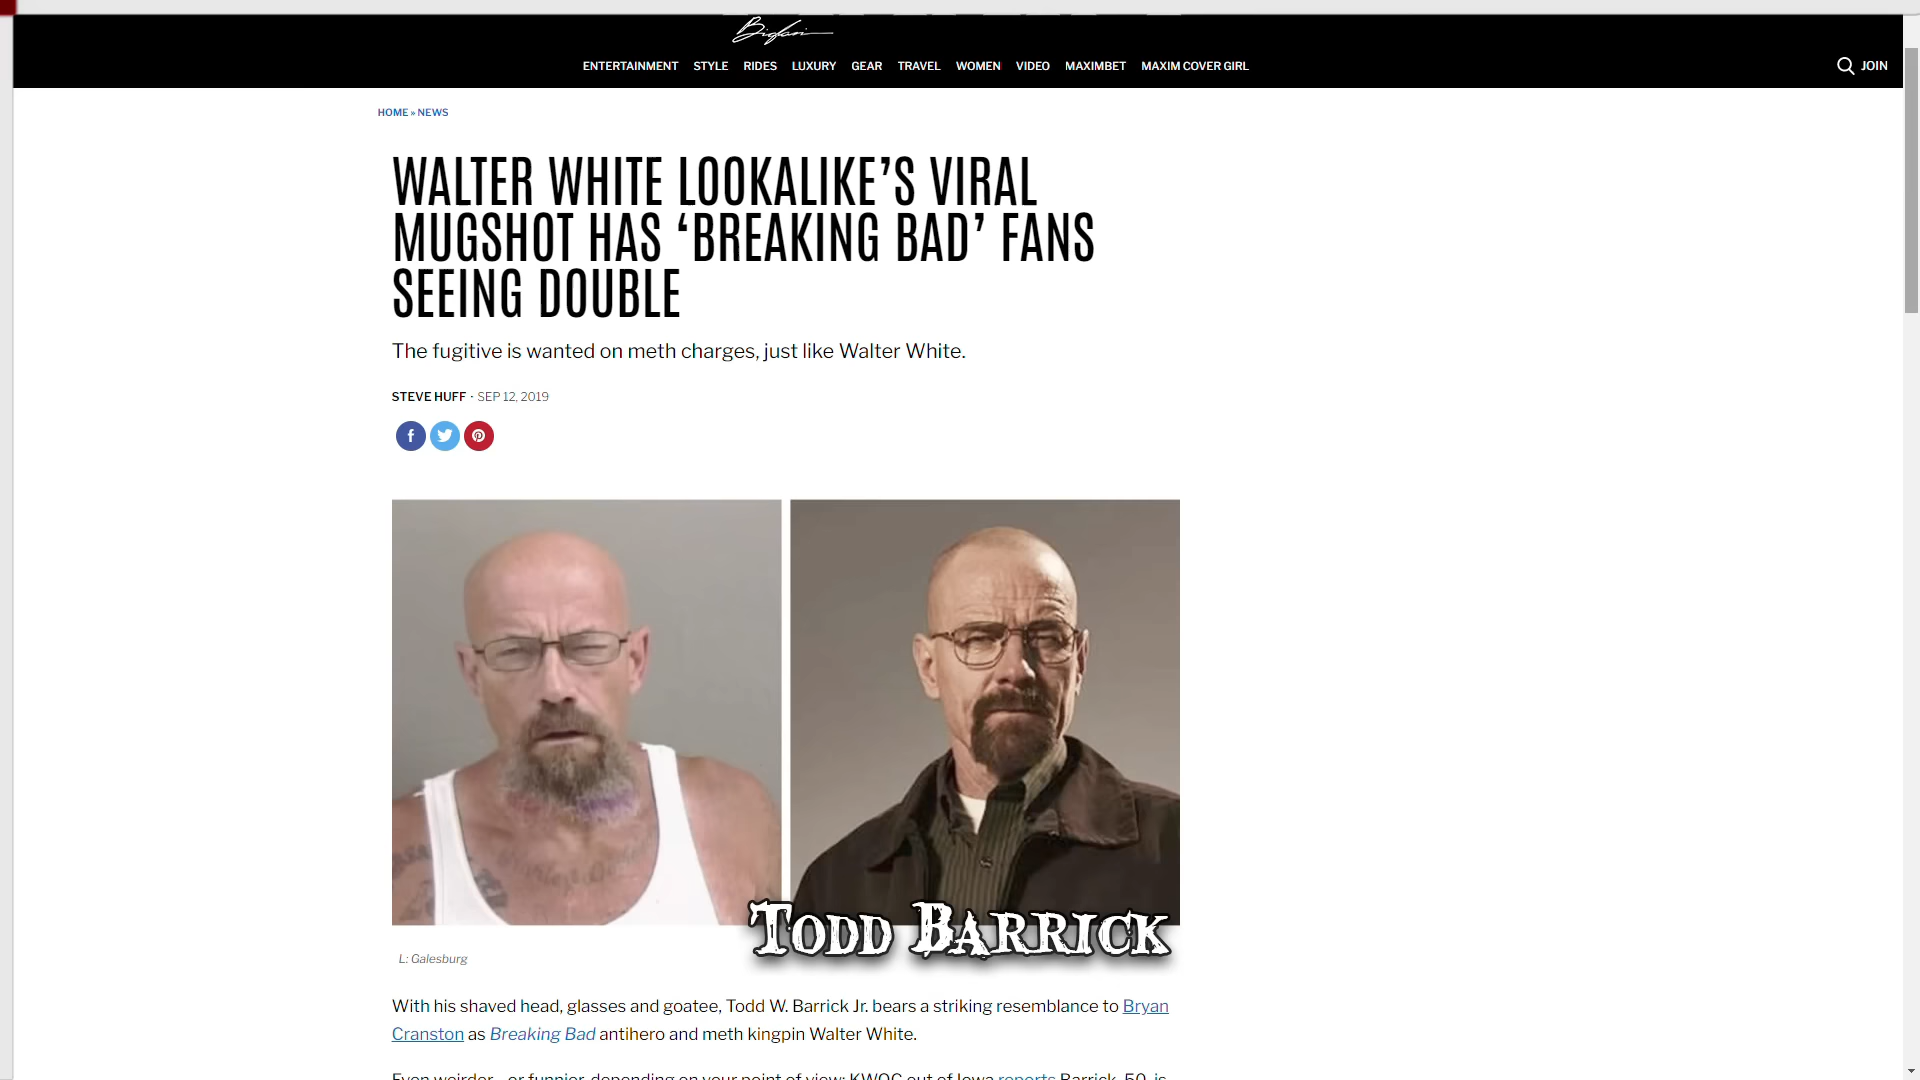 ENTERTAINMENT STYLE RIDES LUXURY GEAR TRAVEL WOMEN VIDEO MAXIMBET MAXIM COVER GIRL JOIN
HOME » NEWS
WALTER WHITE LOOKALIKE’S VIRAL
MUGSHOT HAS ‘BREAKING BAD’ FANS
SEEING DOUBLE
The fugitive is wanted on meth charges, just like Walter White.
STEVE HUFF · SEP 12, 2019
TODD BARRICK
L: Galesburg
With his shaved head, glasses and goatee, Todd W. Barrick Jr. bears a striking resemblance to Bryan
Cranston as Breaking Bad antihero and meth kingpin Walter White.
Even weirder—or funnier, depending on your point of view: KWQC out of Iowa reports Barrick, 50, is